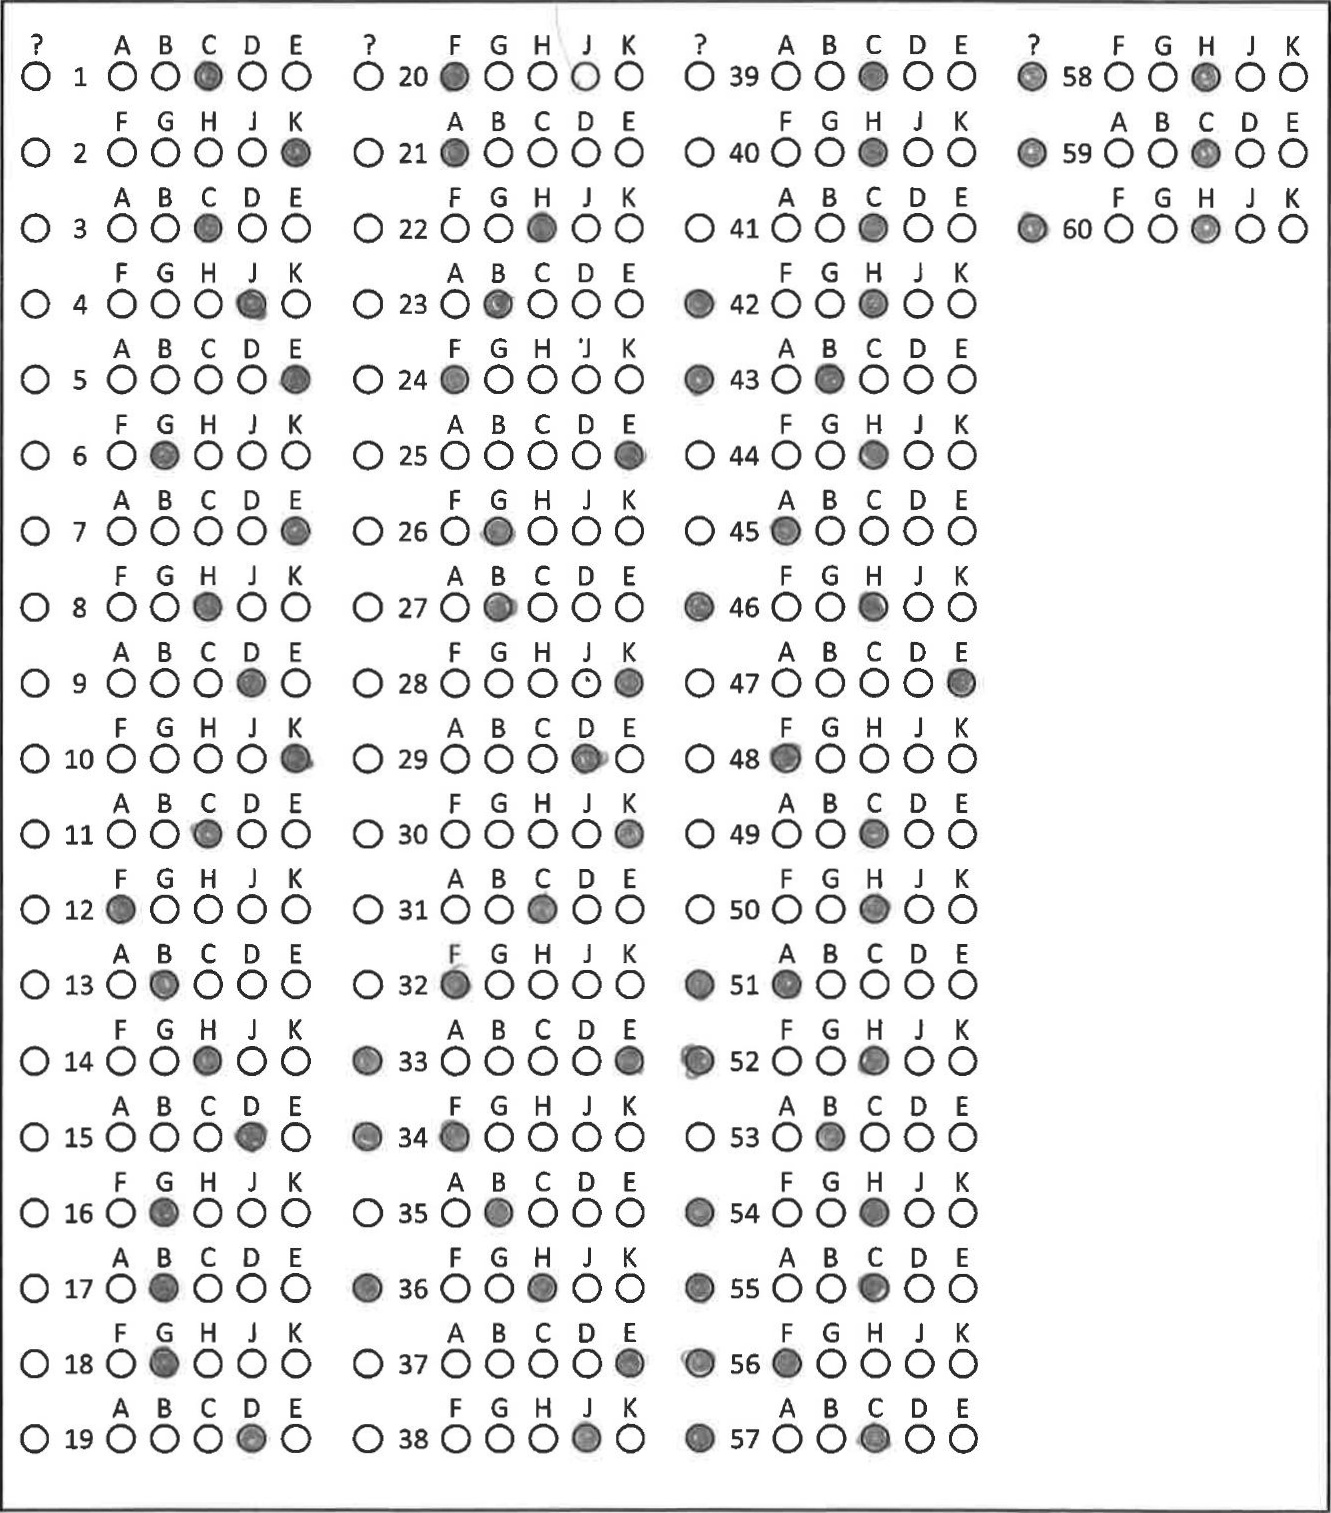 ? A B C D E ? F G H J K ? A B C D E ? F G H J K
1 20 39 58
F G H J K A B C D E F G H J K A B C D E
2 21 40 59
A B C D E F G H J K A B C D E F G H J K
3 22 41 60
F G H J K A B C D E F G H J K
4 23 42
A B C D E F G H J K A B C D E
5 24 43
F G H J K A B C D E F G H J K
6 25 44
A B C D E F G H J K A B C D E
7 26 45
F G H J K A B C D E F G H J K
8 27 46
A B C D E F G H J K A B C D E
9 28 47
F G H J K A B C D E F G H J K
10 29 48
A B C D E F G H J K A B C D E
11 30 49
F G H J K A B C D E F G H J K
12 31 50
A B C D E F G H J K A B C D E
13 32 51
F G H J K A B C D E F G H J K
14 33 52
A B C D E F G H J K A B C D E
15 34 53
F G H J K A B C D E F G H J K
16 35 54
A B C D E F G H J K A B C D E
17 36 55
F G H J K A B C D E F G H J K
18 37 56
A B C D E F G H J K A B C D E
19 38 57